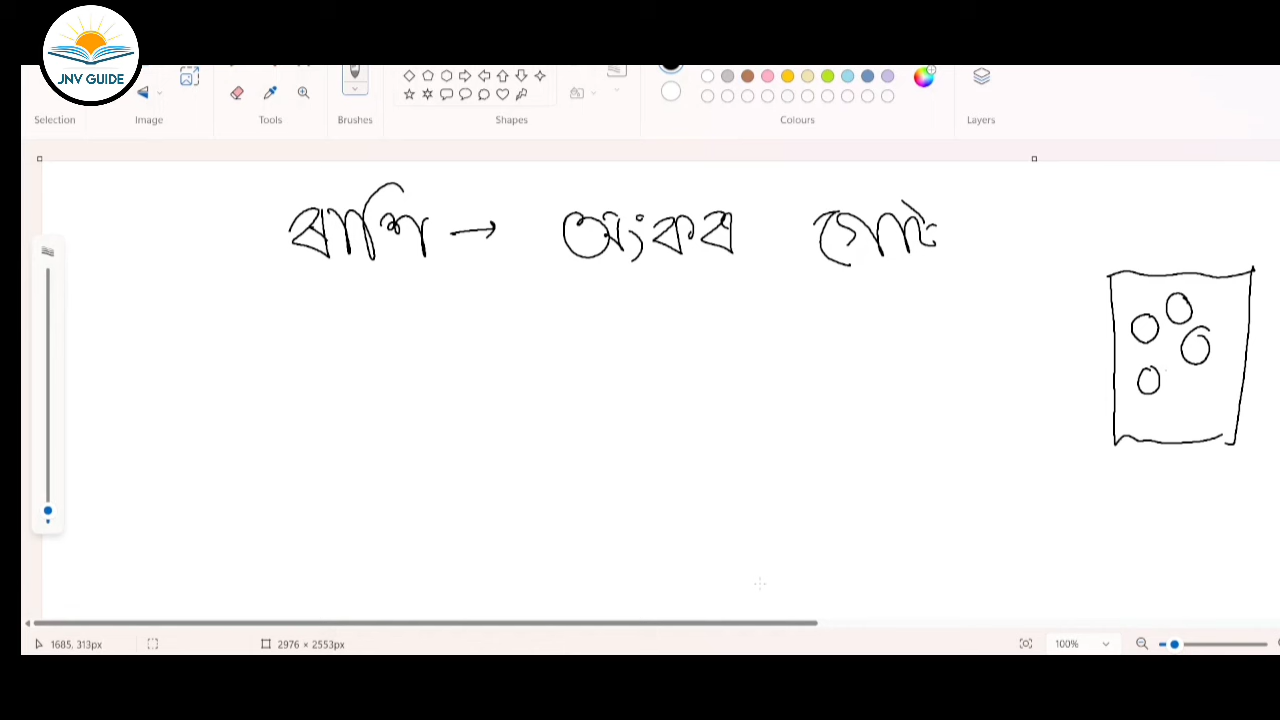 JNV GUIDE
Selection Image Tools Brushes Shapes Colours Layers
ৰাশি → অংকৰ গোট
1685, 313px 2976 × 2553px 100%